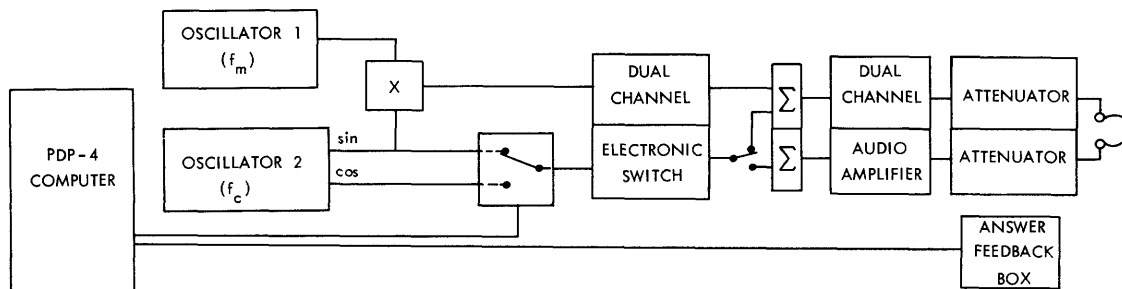 OSCILLATOR 1
(f_m)
X
DUAL
CHANNEL
Σ
DUAL
CHANNEL
ATTENUATOR
PDP-4
COMPUTER
OSCILLATOR 2
(f_c)
sin
cos
ELECTRONIC
SWITCH
Σ
AUDIO
AMPLIFIER
ATTENUATOR
ANSWER
FEEDBACK
BOX